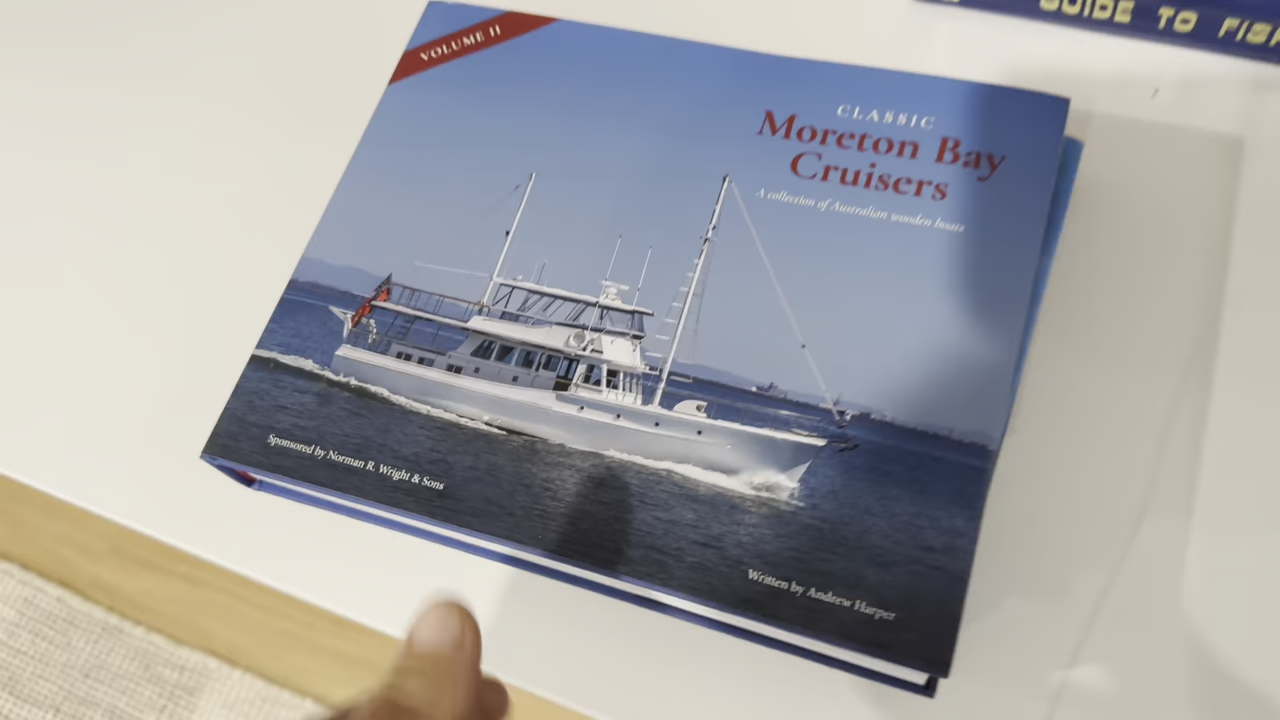 GUIDE TO FISH
VOLUME II
CLASSIC
Moreton Bay
Cruisers
A collection of Australian wooden boats
Sponsored by Norman R. Wright & Sons
Written by Andrew Harper